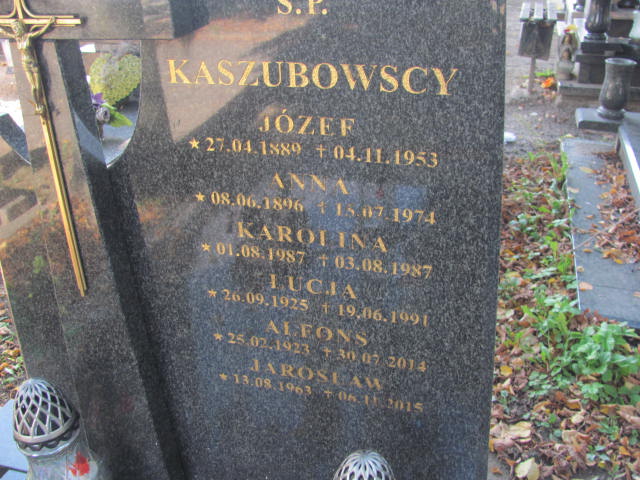 Ś.P.
KASZUBOWSCY
JÓZEF
★ 27.04.1889 ✝ 04.11.1953
ANNA
★ 08.06.1896 ✝ 18.07.1974
KAROLINA
★ 01.08.1987 ✝ 03.08.1987
ŁUCJA
★ 26.09.1925 ✝ 19.06.1991
ALFONS
★ 25.02.1923 ✝ 30.07.2014
JAROSŁAW
★ 13.08.1963 ✝ 06.11.2015